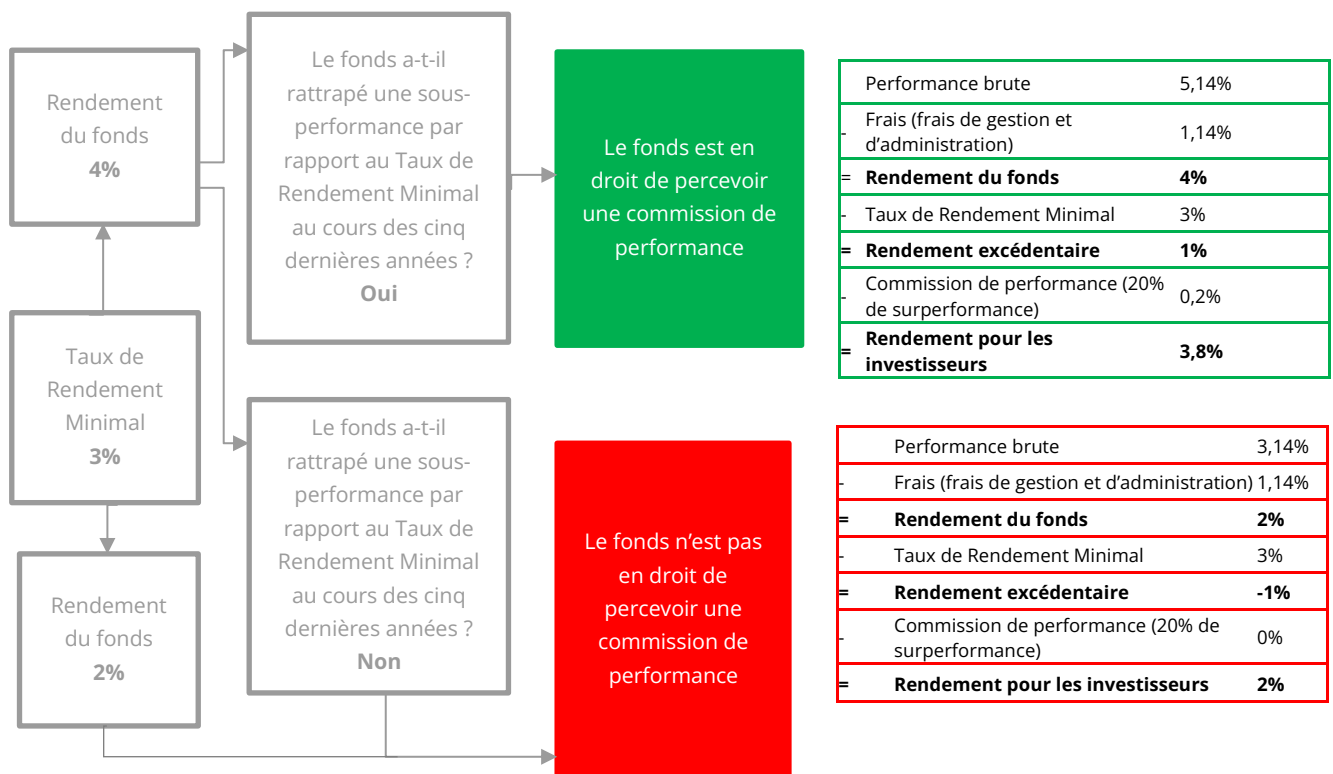 Rendement
du fonds
4%
Le fonds a-t-il
rattrapé une sous-
performance par
rapport au Taux de
Rendement Minimal
au cours des cinq
dernières années ?
Oui
Le fonds est en
droit de percevoir
une commission de
performance
Performance brute 5,14%
- Frais (frais de gestion et
d’administration) 1,14%
= Rendement du fonds 4%
- Taux de Rendement Minimal 3%
= Rendement excédentaire 1%
- Commission de performance (20%
de surperformance) 0,2%
= Rendement pour les
investisseurs 3,8%
Taux de
Rendement
Minimal
3%
Le fonds a-t-il
rattrapé une sous-
performance par
rapport au Taux de
Rendement Minimal
au cours des cinq
dernières années ?
Non
Rendement
du fonds
2%
Le fonds n’est pas
en droit de
percevoir une
commission de
performance
Performance brute 3,14%
- Frais (frais de gestion et d’administration) 1,14%
= Rendement du fonds 2%
- Taux de Rendement Minimal 3%
= Rendement excédentaire -1%
- Commission de performance (20% de
surperformance) 0%
= Rendement pour les investisseurs 2%